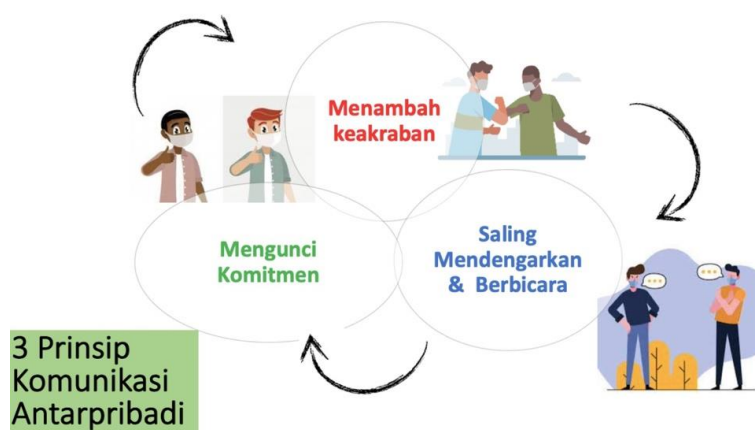 Menambah
keakraban
Saling
Mendengarkan
& Berbicara
Mengunci
Komitmen
3 Prinsip
Komunikasi
Antarpribadi